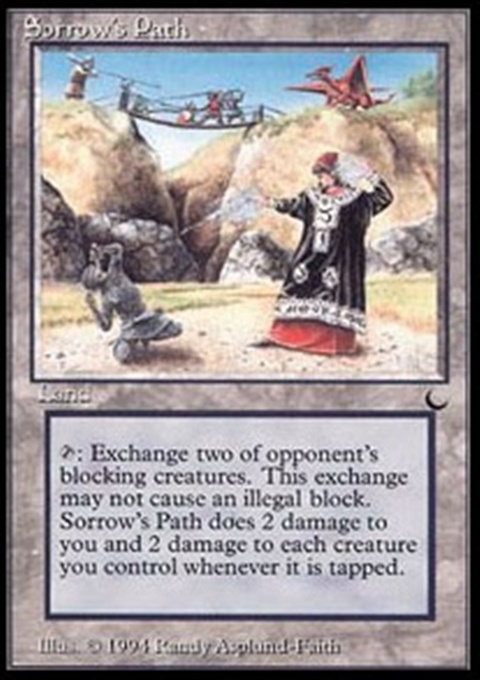 Sorrow's Path
Land
: Exchange two of opponent's
blocking creatures. This exchange
may not cause an illegal block.
Sorrow's Path does 2 damage to
you and 2 damage to each creature
you control whenever it is tapped.
Illus. © 1994 Randy Asplund-Faith